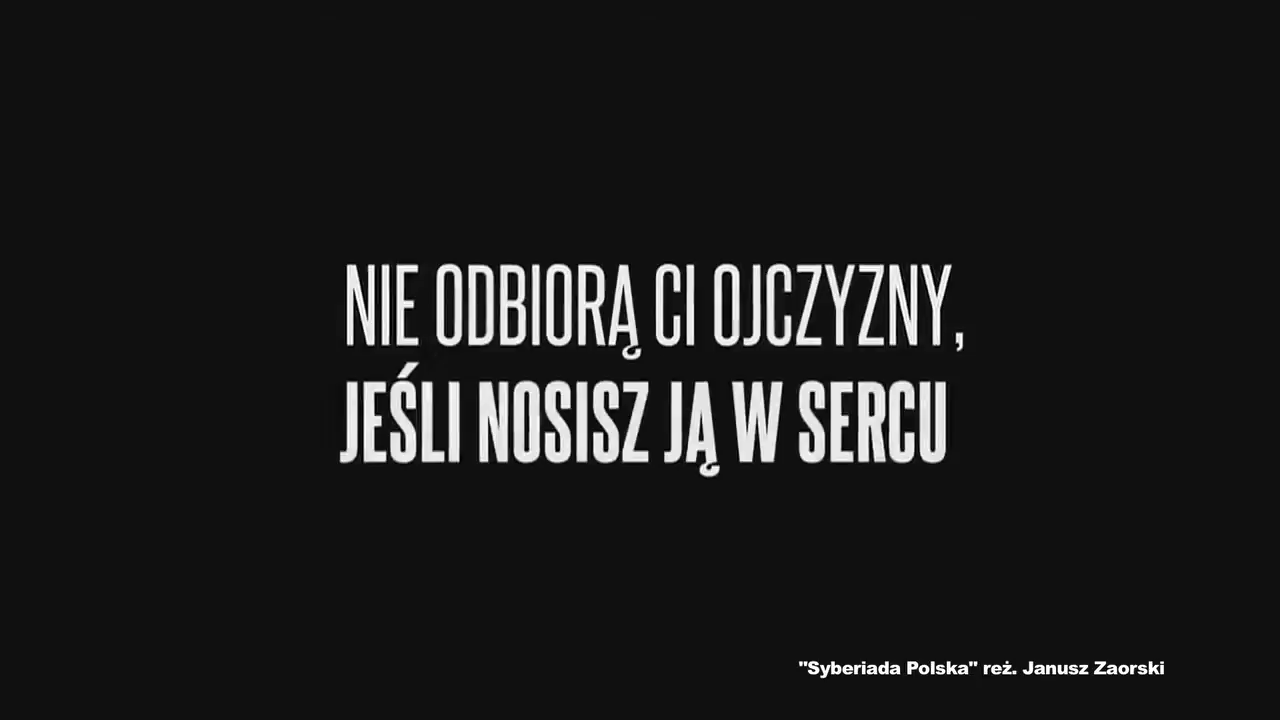 NIE ODBIORĄ CI OJCZYZNY,
JEŚLI NOSISZ JĄ W SERCU
"Syberiada Polska" reż. Janusz Zaorski